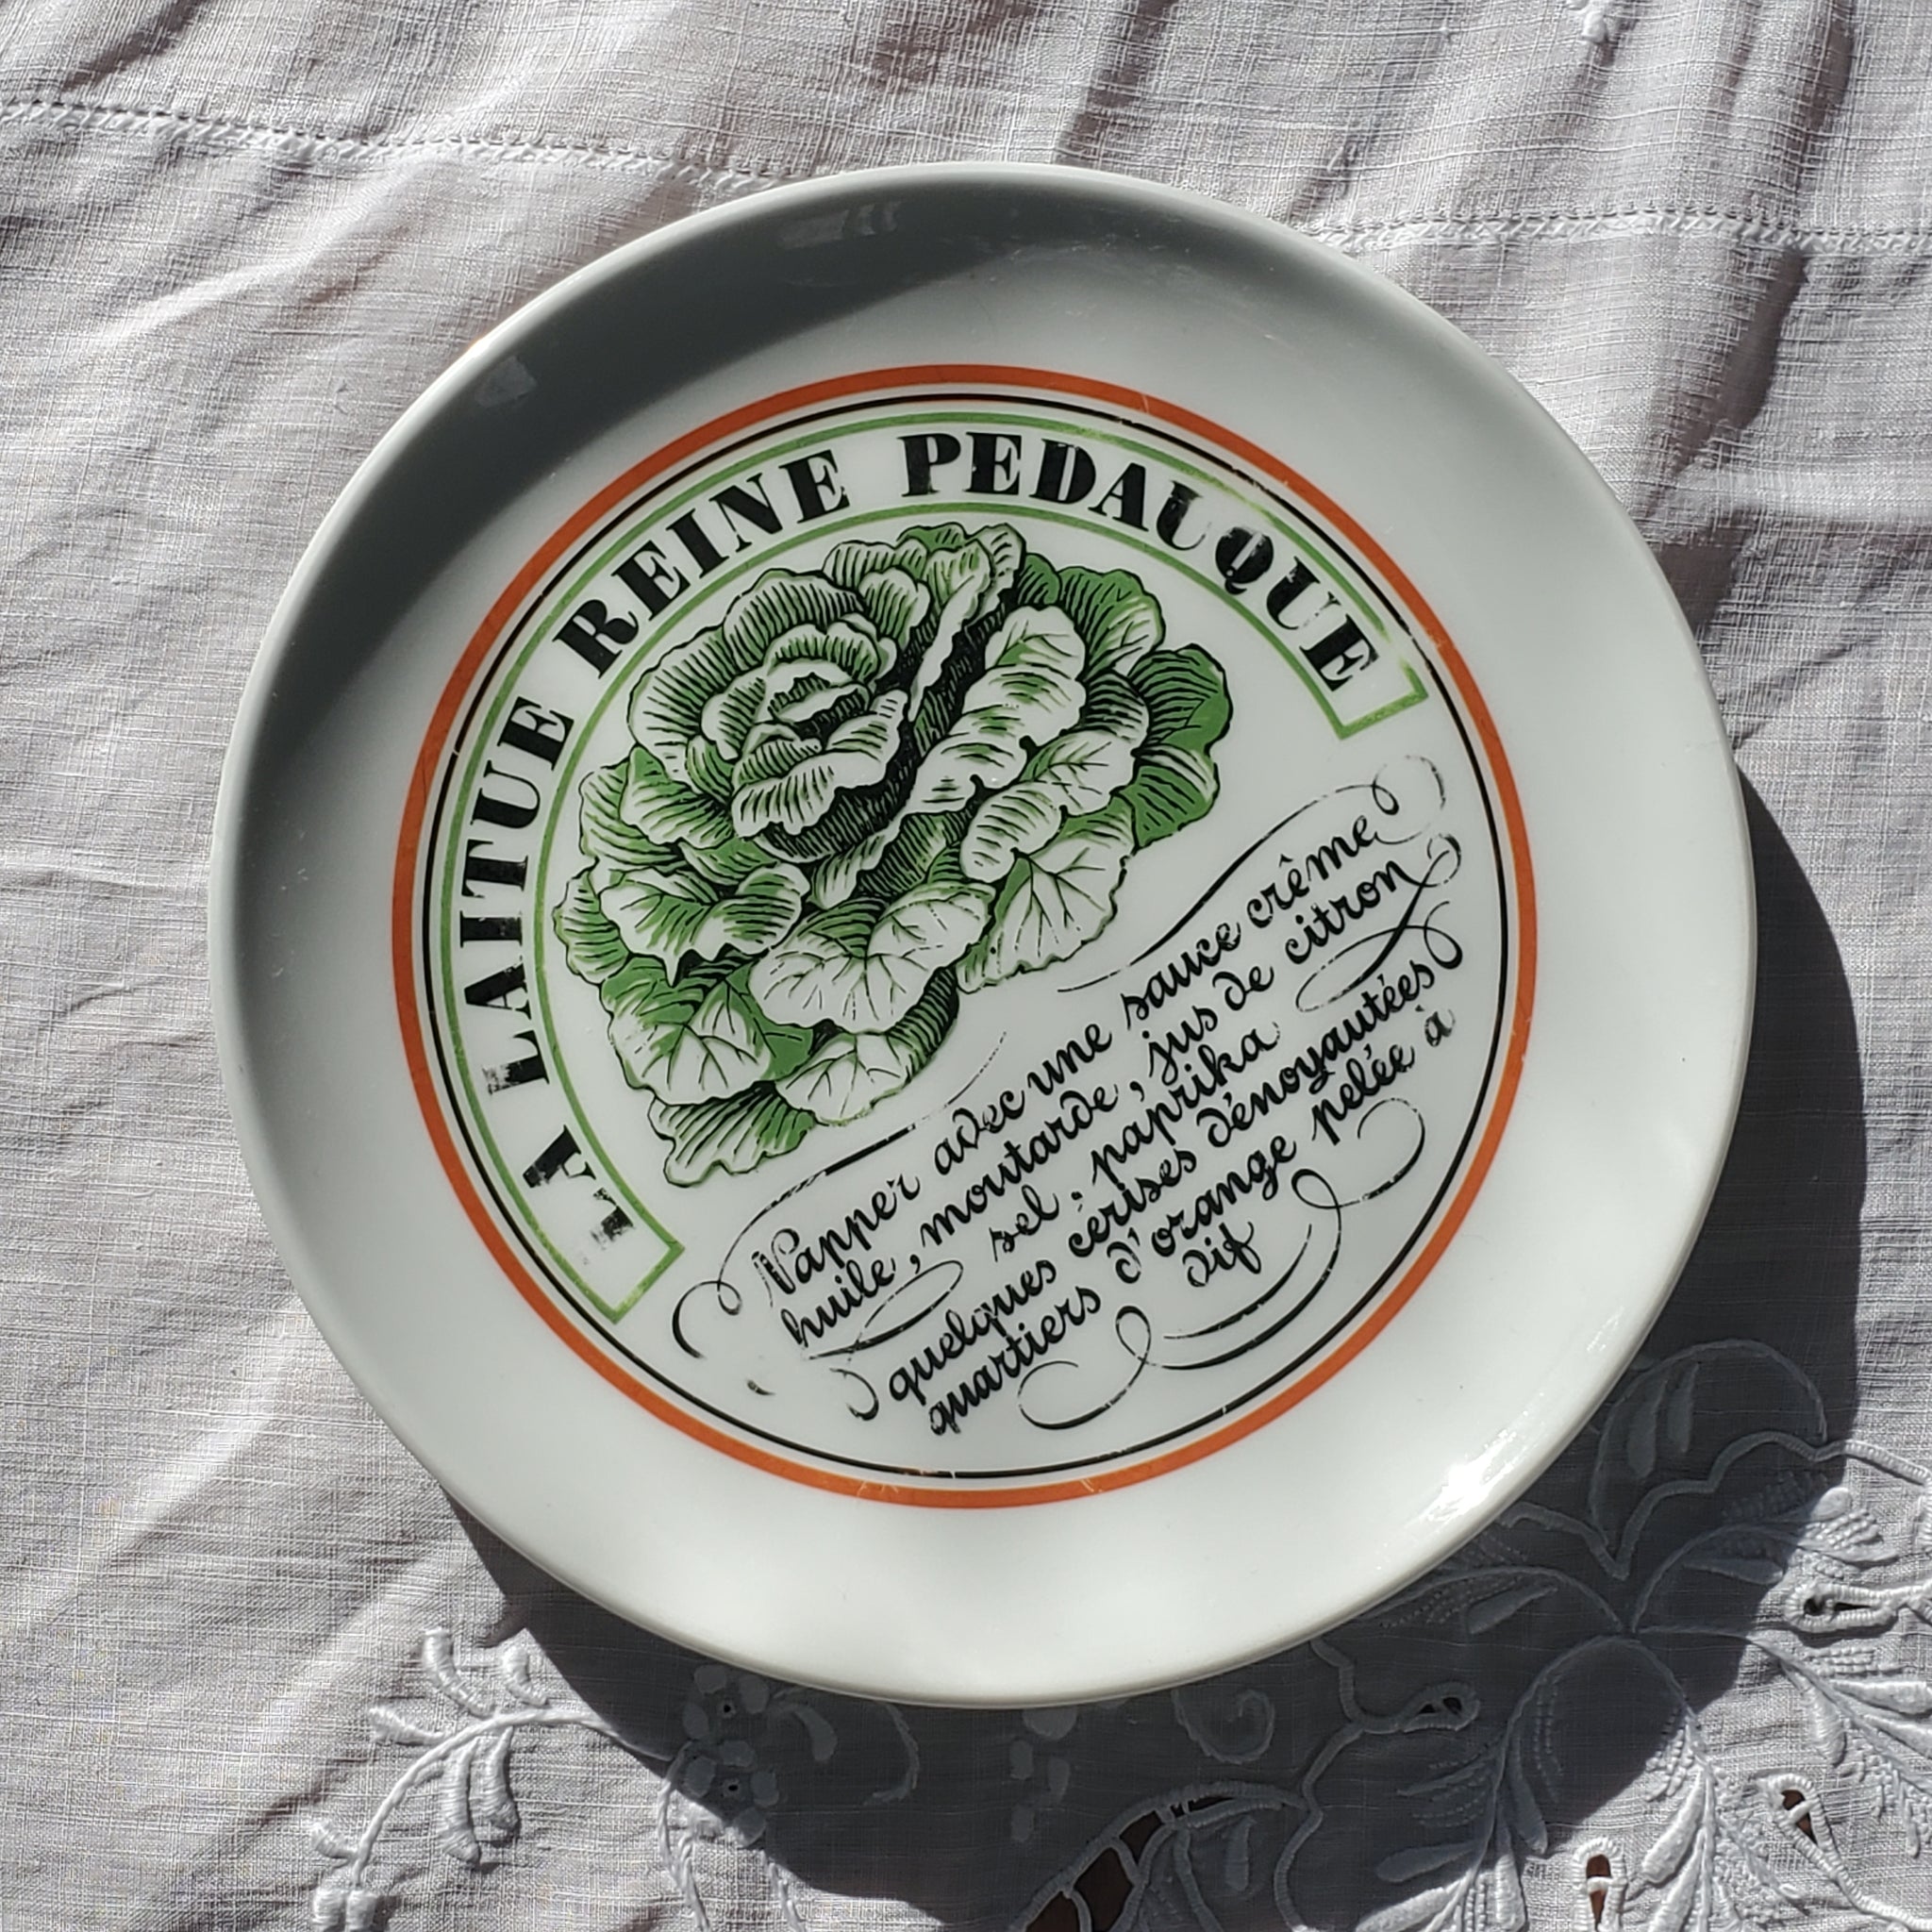 LA LAITUE REINE PEDAUQUE
Napper avec une sauce crême
huile, moutarde, jus de citron
sel, paprika
quelques cerises dénoyautées
quartiers d'orange pelée à
vif